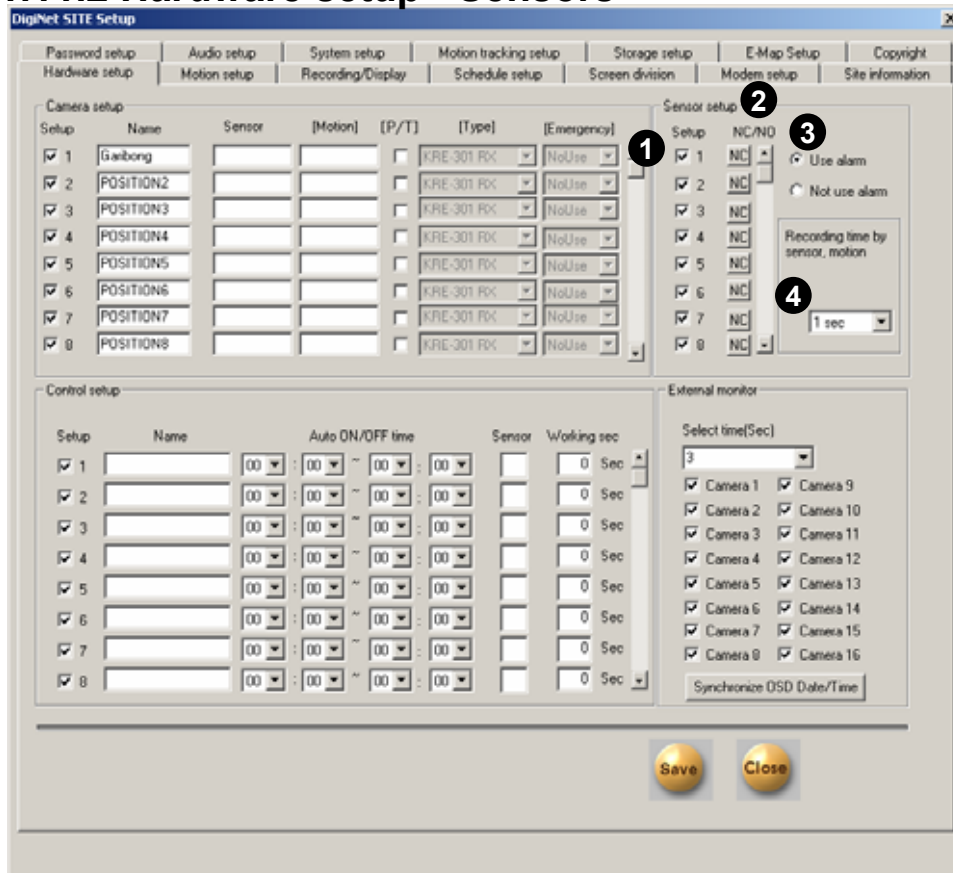 Hardware setup - Sensors
DigiNet SITE Setup
Password setup Audio setup System setup Motion tracking setup Storage setup E-Map Setup Copyright
Hardware setup Motion setup Recording/Display Schedule setup Screen division Modem setup Site information
Camera setup
Setup Name Sensor [Motion] [P/T] [Type] [Emergency]
1 Garibong KRE-301 RX NoUse
2 POSITION2 KRE-301 RX NoUse
3 POSITION3 KRE-301 RX NoUse
4 POSITION4 KRE-301 RX NoUse
5 POSITION5 KRE-301 RX NoUse
6 POSITION6 KRE-301 RX NoUse
7 POSITION7 KRE-301 RX NoUse
8 POSITION8 KRE-301 RX NoUse
1
Sensor setup 2
Setup NC/NO 3
1 NC
2 NC
3 NC
4 NC
5 NC
6 NC
7 NC
8 NC
Use alarm
Not use alarm
Recording time by
sensor, motion
4
1 sec
Control setup
Setup Name Auto ON/OFF time Sensor Working sec
1 00 : 00 ~ 00 : 00 0 Sec
2 00 : 00 ~ 00 : 00 0 Sec
3 00 : 00 ~ 00 : 00 0 Sec
4 00 : 00 ~ 00 : 00 0 Sec
5 00 : 00 ~ 00 : 00 0 Sec
6 00 : 00 ~ 00 : 00 0 Sec
7 00 : 00 ~ 00 : 00 0 Sec
8 00 : 00 ~ 00 : 00 0 Sec
External monitor
Select time(Sec)
3
Camera 1 Camera 9
Camera 2 Camera 10
Camera 3 Camera 11
Camera 4 Camera 12
Camera 5 Camera 13
Camera 6 Camera 14
Camera 7 Camera 15
Camera 8 Camera 16
Synchronize OSD Date/Time
Save Close